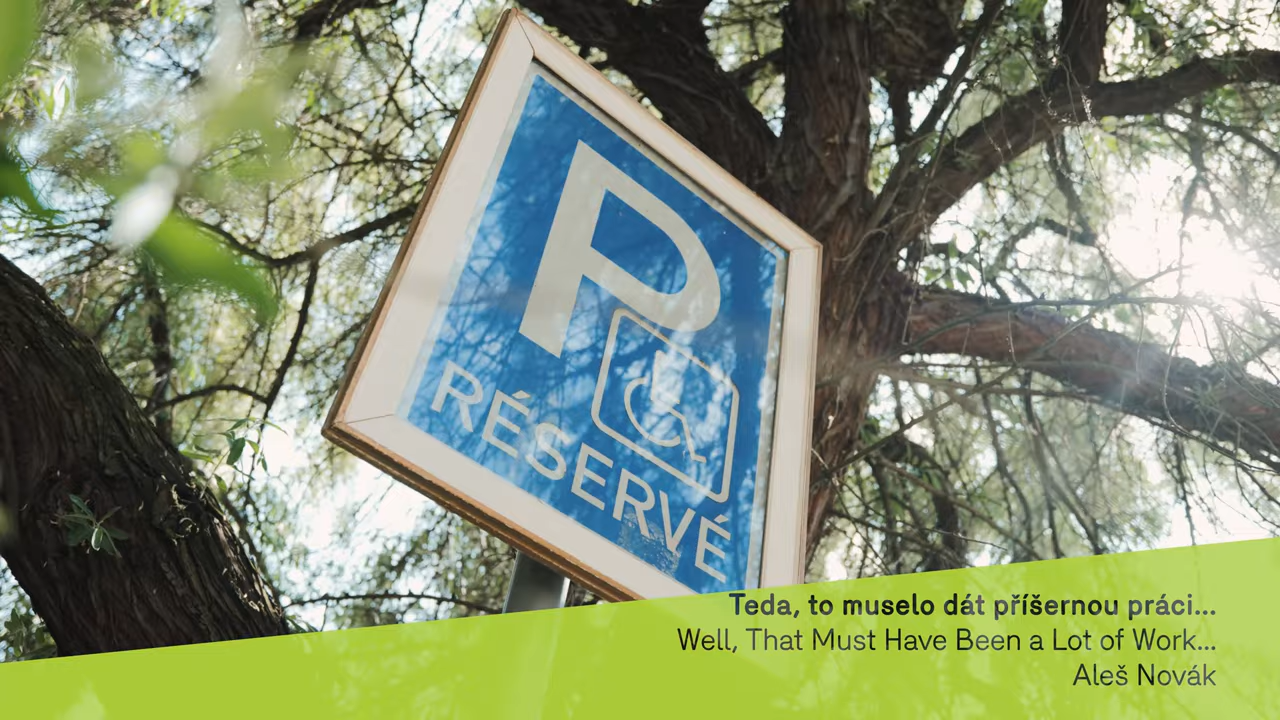 P
RÉSERVÉ
Teda, to muselo dát příšernou práci...
Well, That Must Have Been a Lot of Work...
Aleš Novák